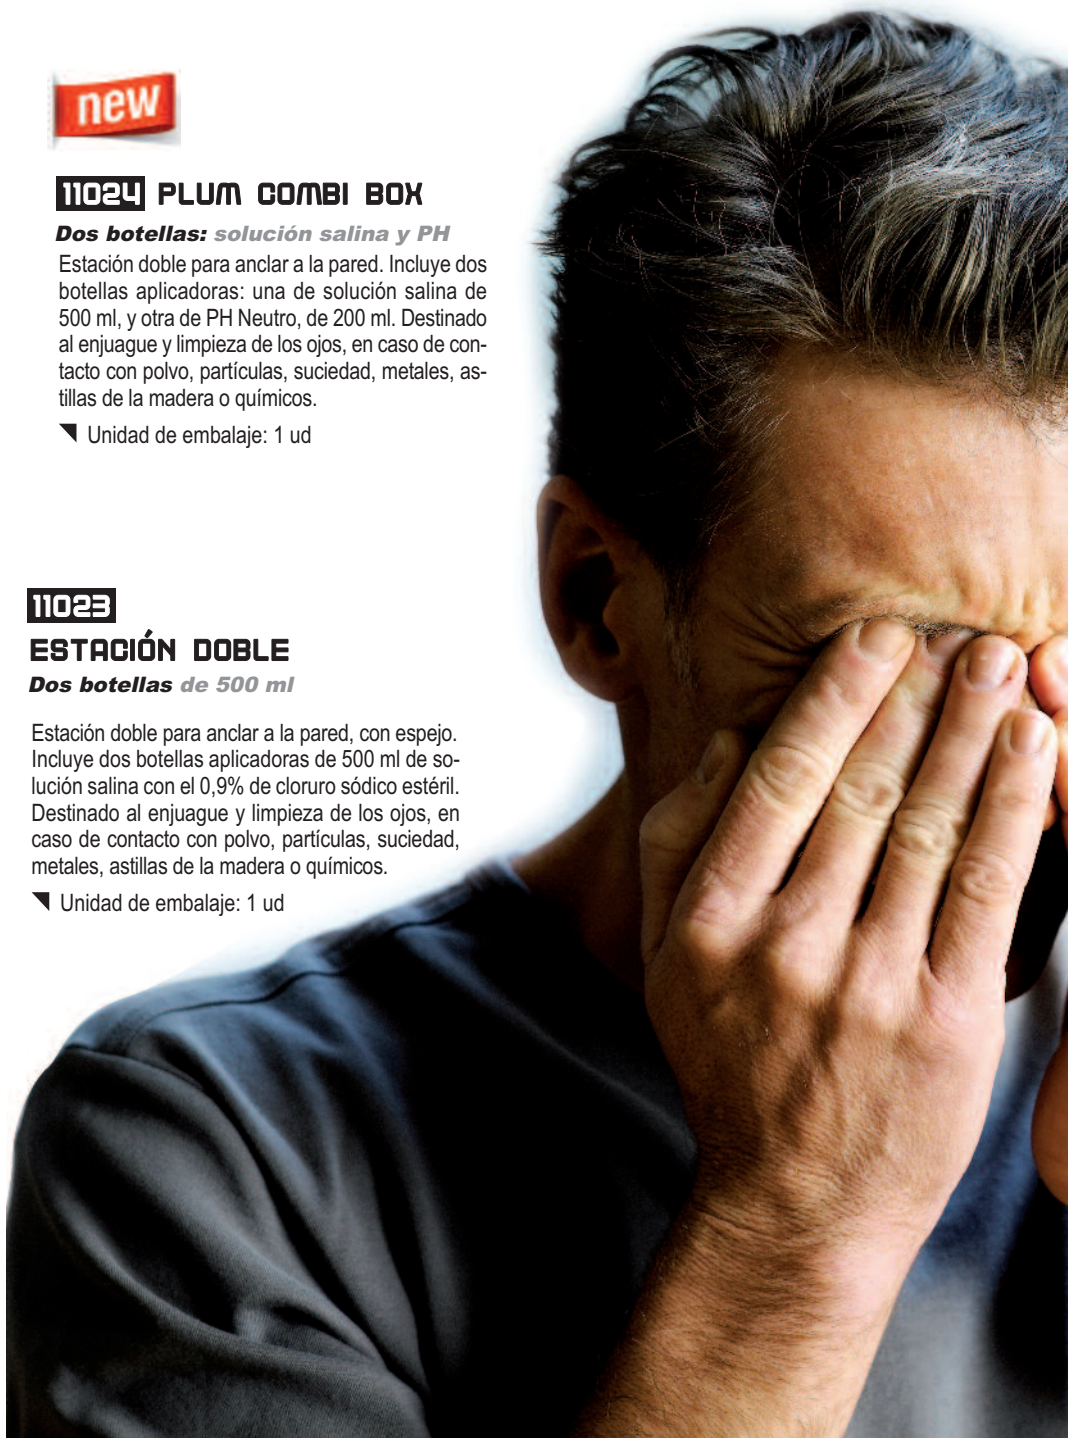 new
11024 PLUM COMBI BOX
Dos botellas: solución salina y PH
Estación doble para anclar a la pared. Incluye dos
botellas aplicadoras: una de solución salina de
500 ml, y otra de PH Neutro, de 200 ml. Destinado
al enjuague y limpieza de los ojos, en caso de con-
tacto con polvo, partículas, suciedad, metales, as-
tillas de la madera o químicos.
Unidad de embalaje: 1 ud
11023
ESTACIÓN DOBLE
Dos botellas de 500 ml
Estación doble para anclar a la pared, con espejo.
Incluye dos botellas aplicadoras de 500 ml de so-
lución salina con el 0,9% de cloruro sódico estéril.
Destinado al enjuague y limpieza de los ojos, en
caso de contacto con polvo, partículas, suciedad,
metales, astillas de la madera o químicos.
Unidad de embalaje: 1 ud